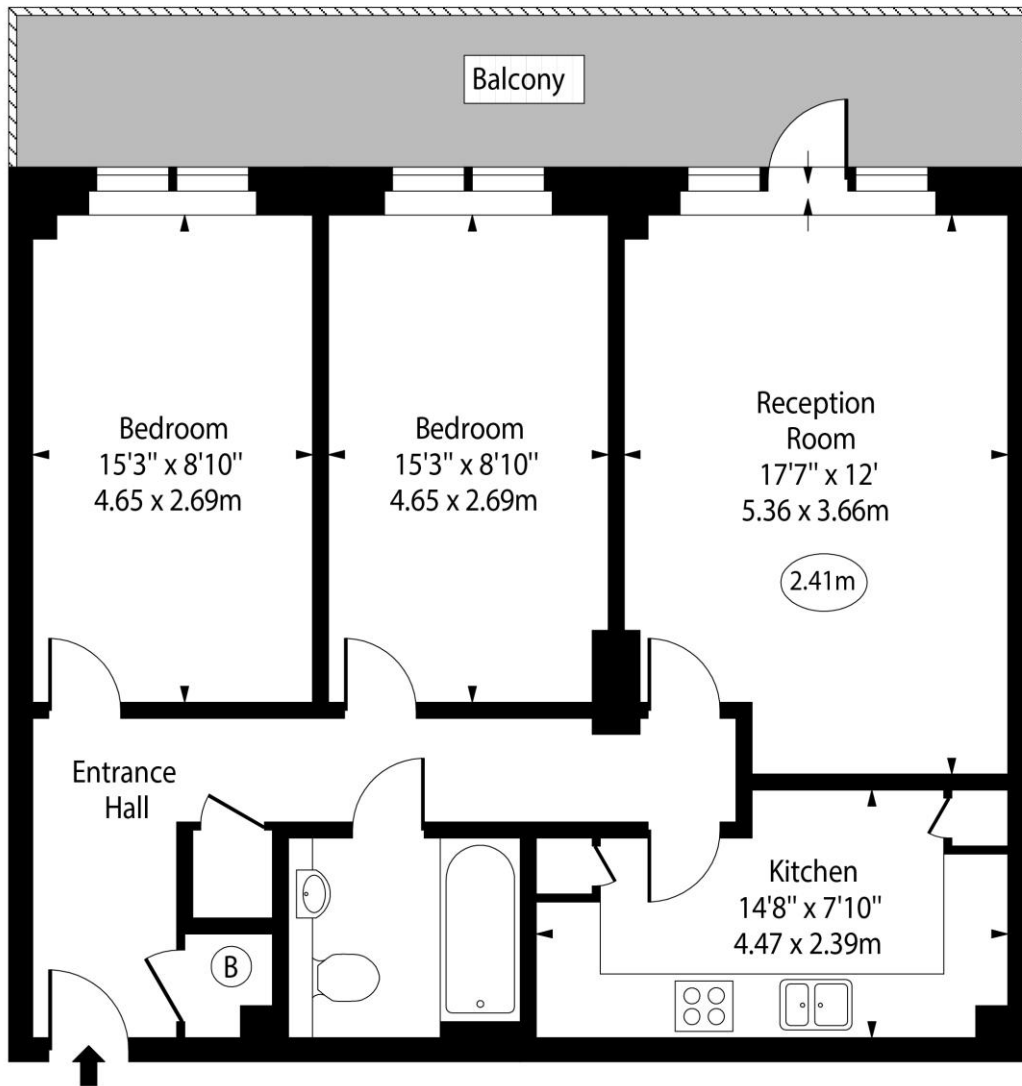 Balcony
Bedroom
15'3" x 8'10"
4.65 x 2.69m
Bedroom
15'3" x 8'10"
4.65 x 2.69m
Reception
Room
17'7" x 12'
5.36 x 3.66m
2.41m
Entrance
Hall
Kitchen
14'8" x 7'10"
4.47 x 2.39m
B